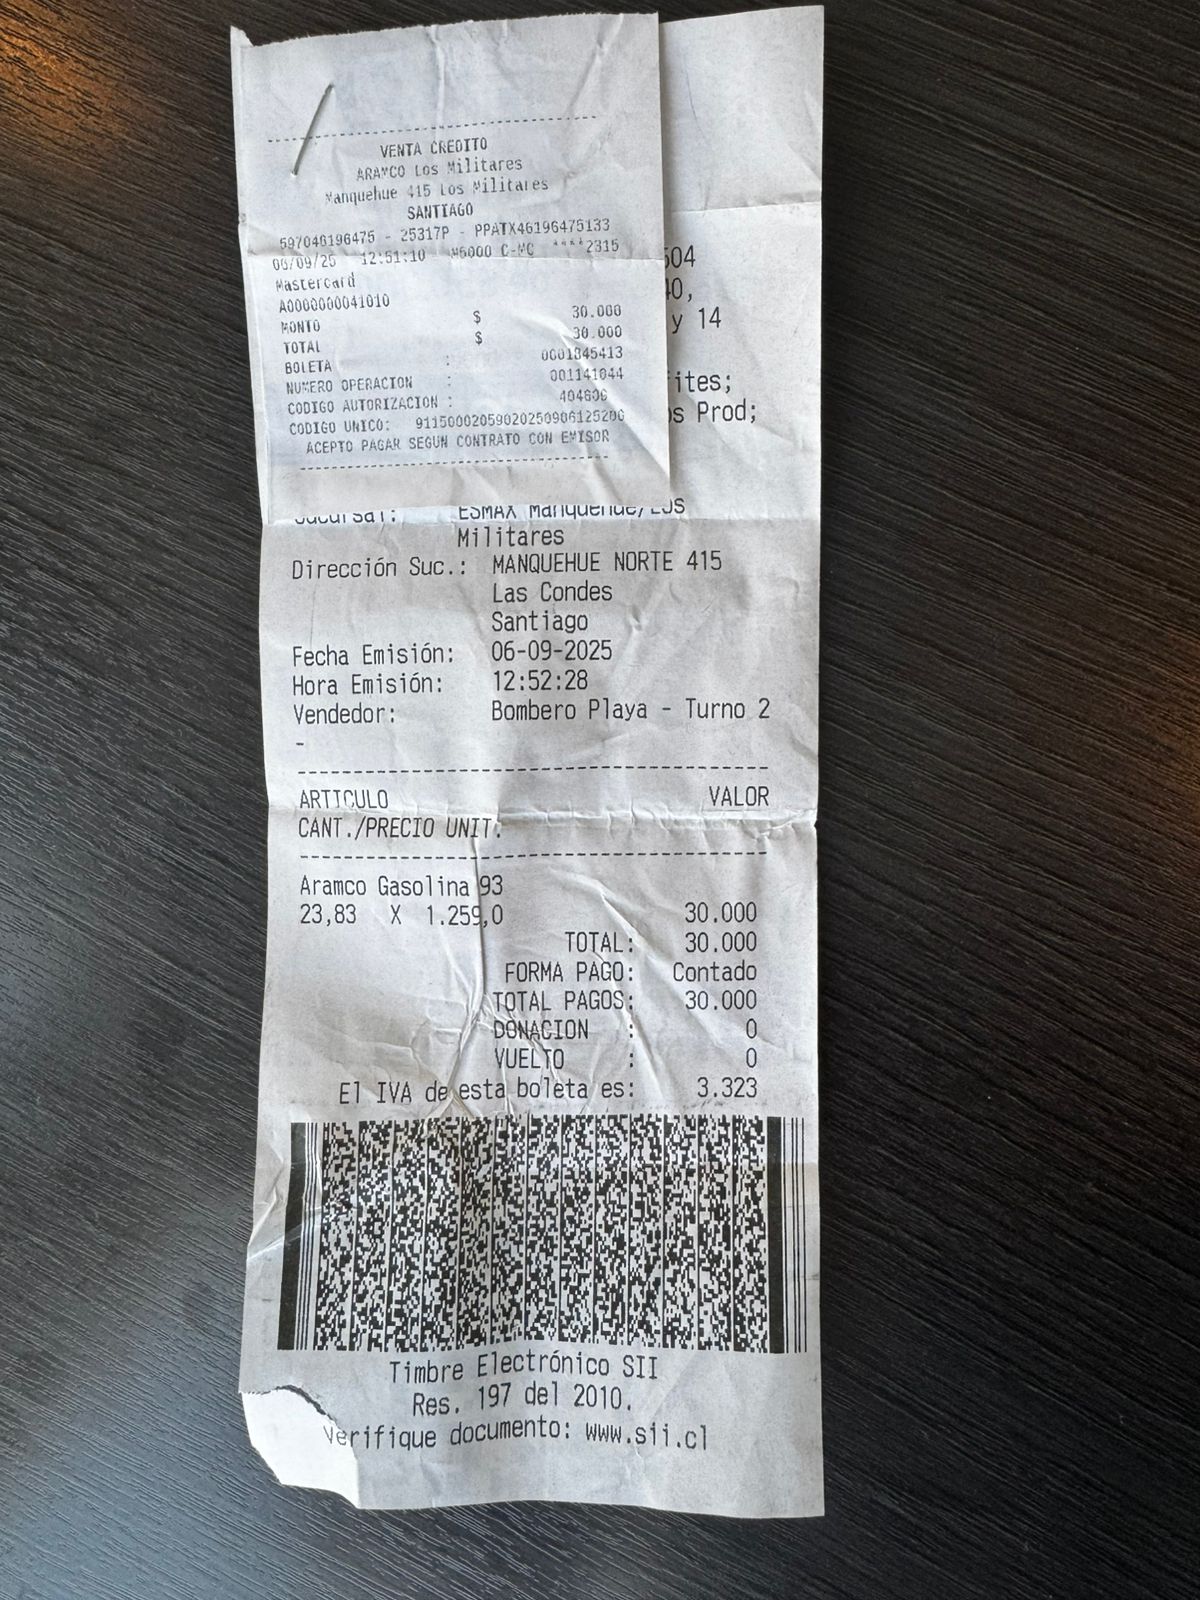 VENTA CREDITO
ARAMCO Los Militares
Manquehue 415 Los Militares
SANTIAGO
597046196475 - 25317P - PPATX46196475133
06/09/25 12:51:10 M5000 C-MC ****2315
Mastercard
A0000000041010
MONTO $ 30.000
TOTAL $ 30.000
BOLETA : 0001845413
NUMERO OPERACION : 001141044
CODIGO AUTORIZACION : 404606
CODIGO UNICO: 911500020590202509061252
ACEPTO PAGAR SEGUN CONTRATO CON EMISOR
504
40,
y 14
ites;
os Prod;
Sucursal: ESMAX Manquehue/Los
Militares
Dirección Suc.: MANQUEHUE NORTE 415
Las Condes
Santiago
Fecha Emisión: 06-09-2025
Hora Emisión: 12:52:28
Vendedor: Bombero Playa - Turno 2
-
ARTICULO VALOR
CANT./PRECIO UNIT.
Aramco Gasolina 93
23,83 X 1.259,0 30.000
TOTAL: 30.000
FORMA PAGO: Contado
TOTAL PAGOS: 30.000
DONACION : 0
VUELTO : 0
El IVA de esta boleta es: 3.323
Timbre Electrónico SII
Res. 197 del 2010.
Verifique documento: www.sii.cl